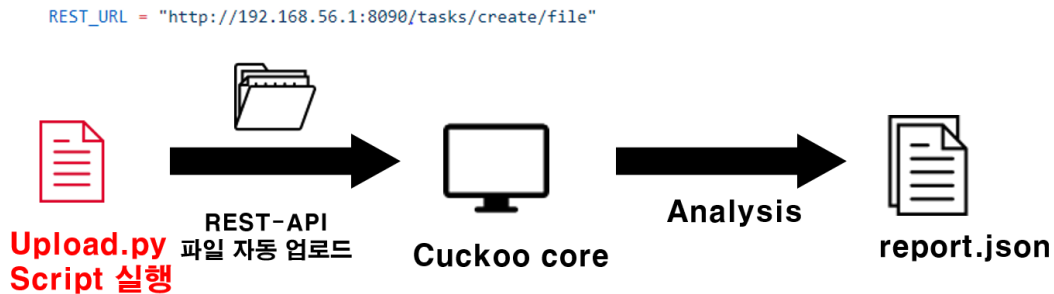 REST_URL = "http://192.168.56.1:8090/tasks/create/file"
REST-API
파일 자동 업로드
Upload.py
Script 실행
Cuckoo core
Analysis
report.json